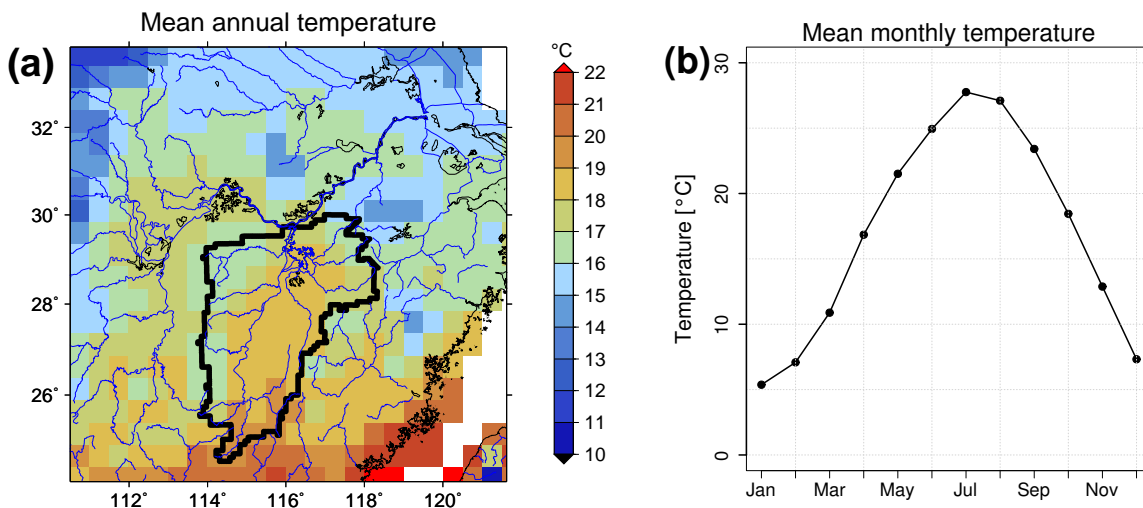 Mean annual temperature
(a)
32˚
30˚
28˚
26˚
112˚ 114˚ 116˚ 118˚ 120˚
°C
22
21
20
19
18
17
16
15
14
13
12
11
10
Mean monthly temperature
(b)
Temperature [ °C]
30
20
10
0
Jan Mar May Jul Sep Nov